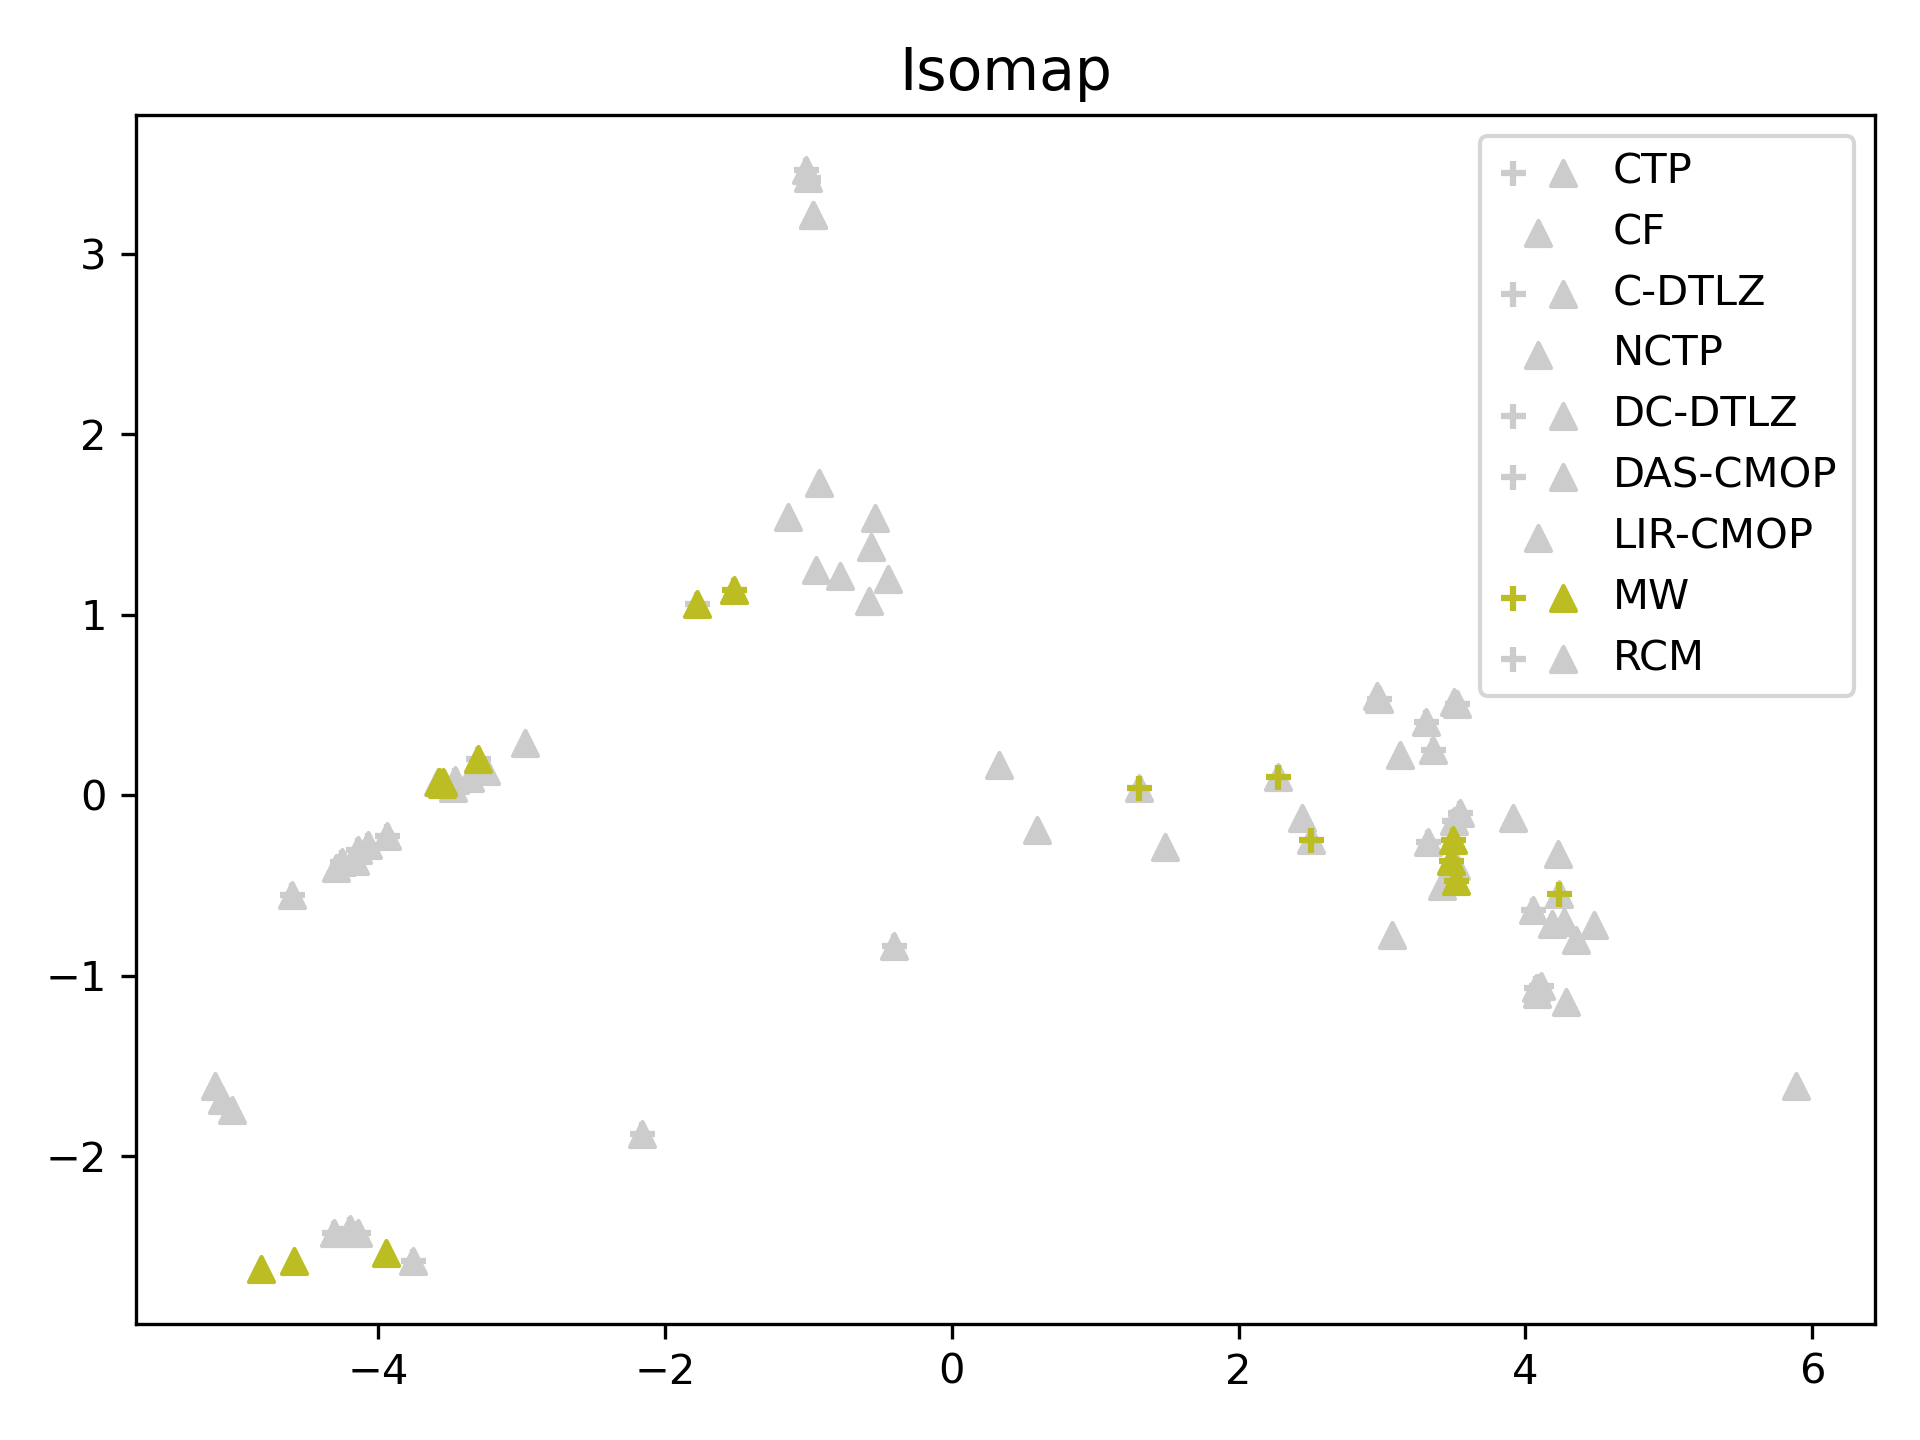 Isomap
CTP
CF
C-DTLZ
NCTP
DC-DTLZ
DAS-CMOP
LIR-CMOP
MW
RCM
3
2
1
0
−1
−2
−4 −2 0 2 4 6